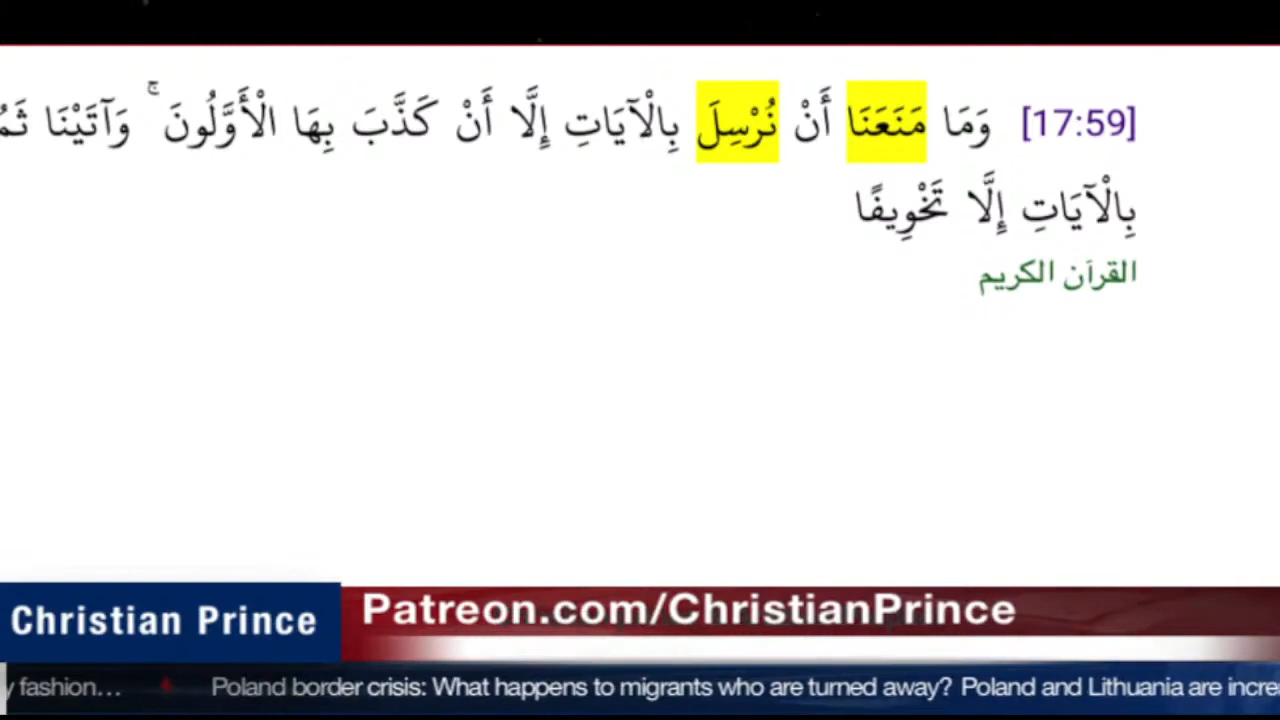 [17:59] وَمَا مَنَعَنَا أَنْ نُرْسِلَ بِالْآيَاتِ إِلَّا أَنْ كَذَّبَ بِهَا الْأَوَّلُونَ ۚ وَآتَيْنَا
بِالْآيَاتِ إِلَّا تَخْوِيفًا
القرآن الكريم
Christian Prince
Patreon.com/ChristianPrince
y fashion... Poland border crisis: What happens to migrants who are turned away? Poland and Lithuania are incre